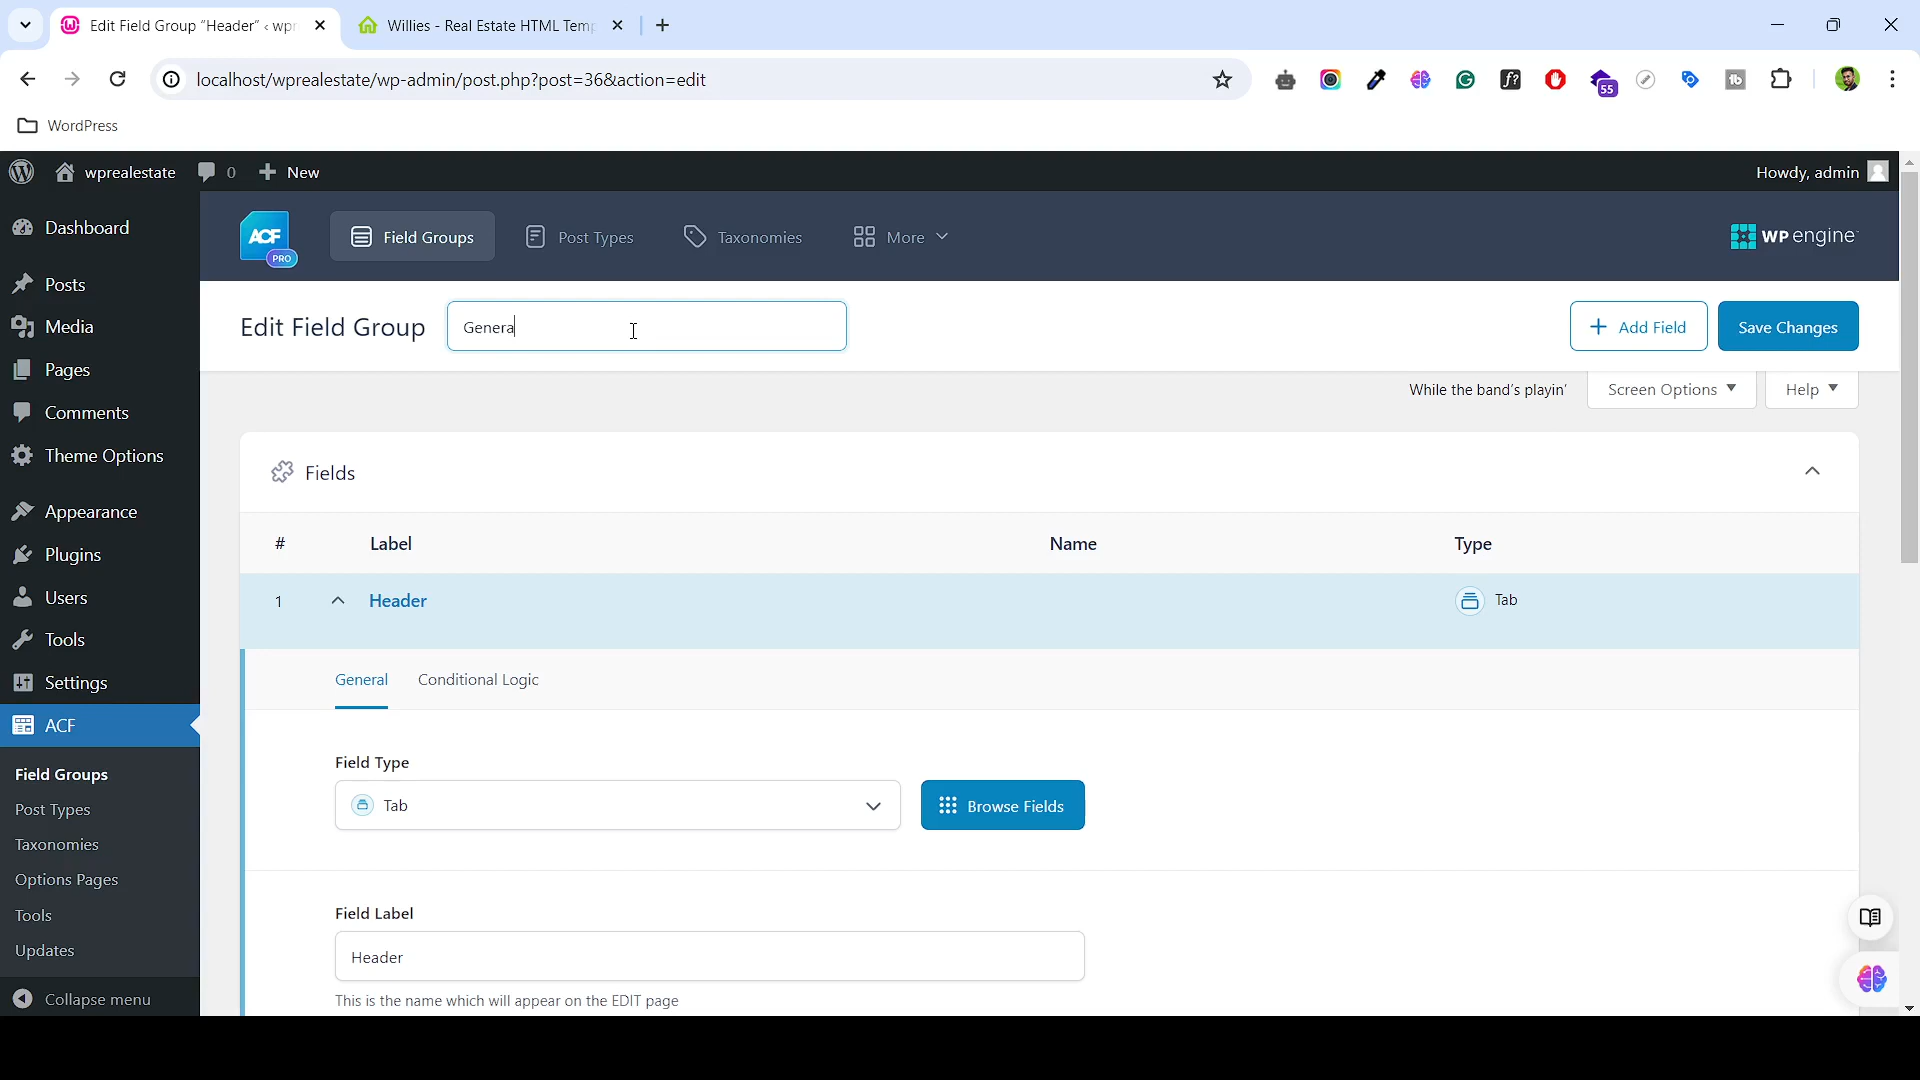 Edit Field Group "Header" ‹ wpr
Willies - Real Estate HTML Temp
localhost/wprealestate/wp-admin/post.php?post=36&action=edit
f?
55
tb
WordPress
wprealestate
0
New
Howdy, admin
Dashboard
Posts
Media
Pages
Comments
Theme Options
Appearance
Plugins
Users
Tools
Settings
ACF
Field Groups
Post Types
Taxonomies
Options Pages
Tools
Updates
Collapse menu
ACF
PRO
Field Groups
Post Types
Taxonomies
More
WP engine
Edit Field Group
Genera
Add Field
Save Changes
While the band's playin'
Screen Options
Help
Fields
# Label Name Type
1 Header Tab
General
Conditional Logic
Field Type
Tab
Browse Fields
Field Label
Header
This is the name which will appear on the EDIT page